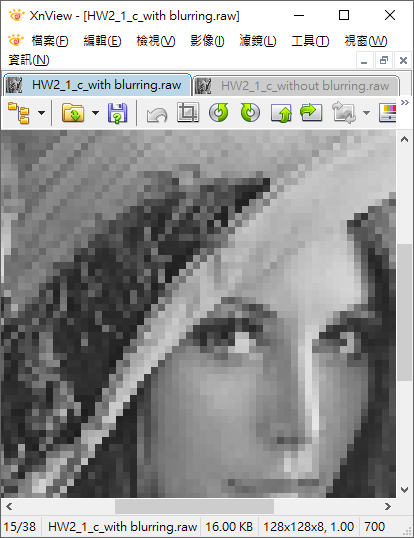 XnView - [HW2_1_c_with blurring.raw]
檔案(F) 編輯(E) 檢視(V) 影像(I) 濾鏡(L) 工具(T) 視窗(W)
資訊(N)
HW2_1_c_with blurring.raw HW2_1_c_without blurring.raw
15/38 HW2_1_c_with blurring.raw 16.00 KB 128x128x8, 1.00 700